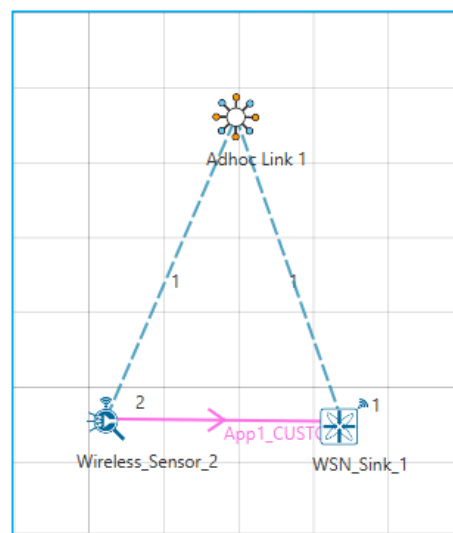 Adhoc Link 1
1
1
2
1
App1_CUSTO
Wireless_Sensor_2
WSN_Sink_1